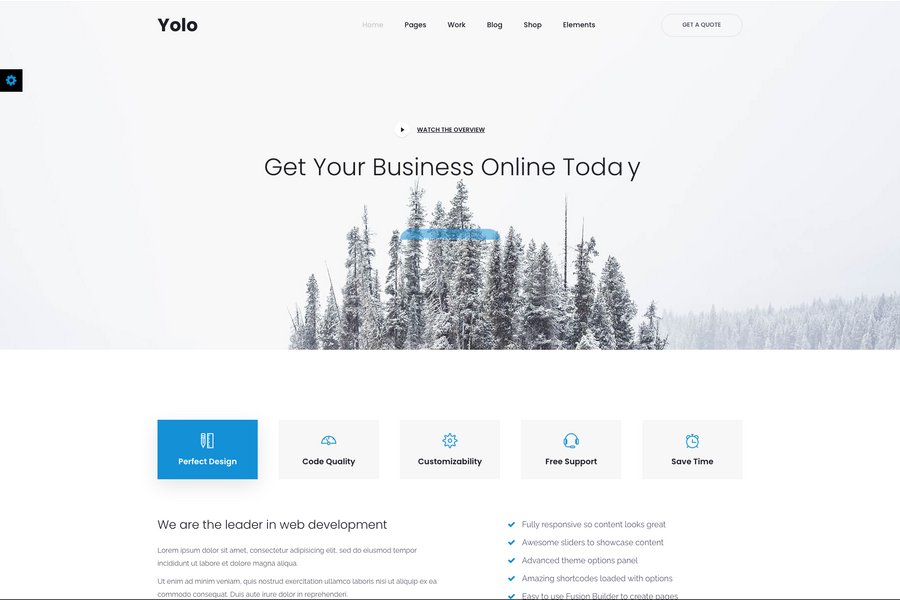 Yolo
Home Pages Work Blog Shop Elements
GET A QUOTE
WATCH THE OVERVIEW
Get Your Business Online Today
Perfect Design
Code Quality
Customizability
Free Support
Save Time
We are the leader in web development
Lorem ipsum dolor sit amet, consectetur adipisicing elit, sed do eiusmod tempor
incididunt ut labore et dolore magna aliqua.
Ut enim ad minim veniam, quis nostrud exercitation ullamco laboris nisi ut aliquip ex ea
commodo consequat. Duis aute irure dolor in reprehenderi.
Fully responsive so content looks great
Awesome sliders to showcase content
Advanced theme options panel
Amazing shortcodes loaded with options
Easy to use Fusion Builder to create pages